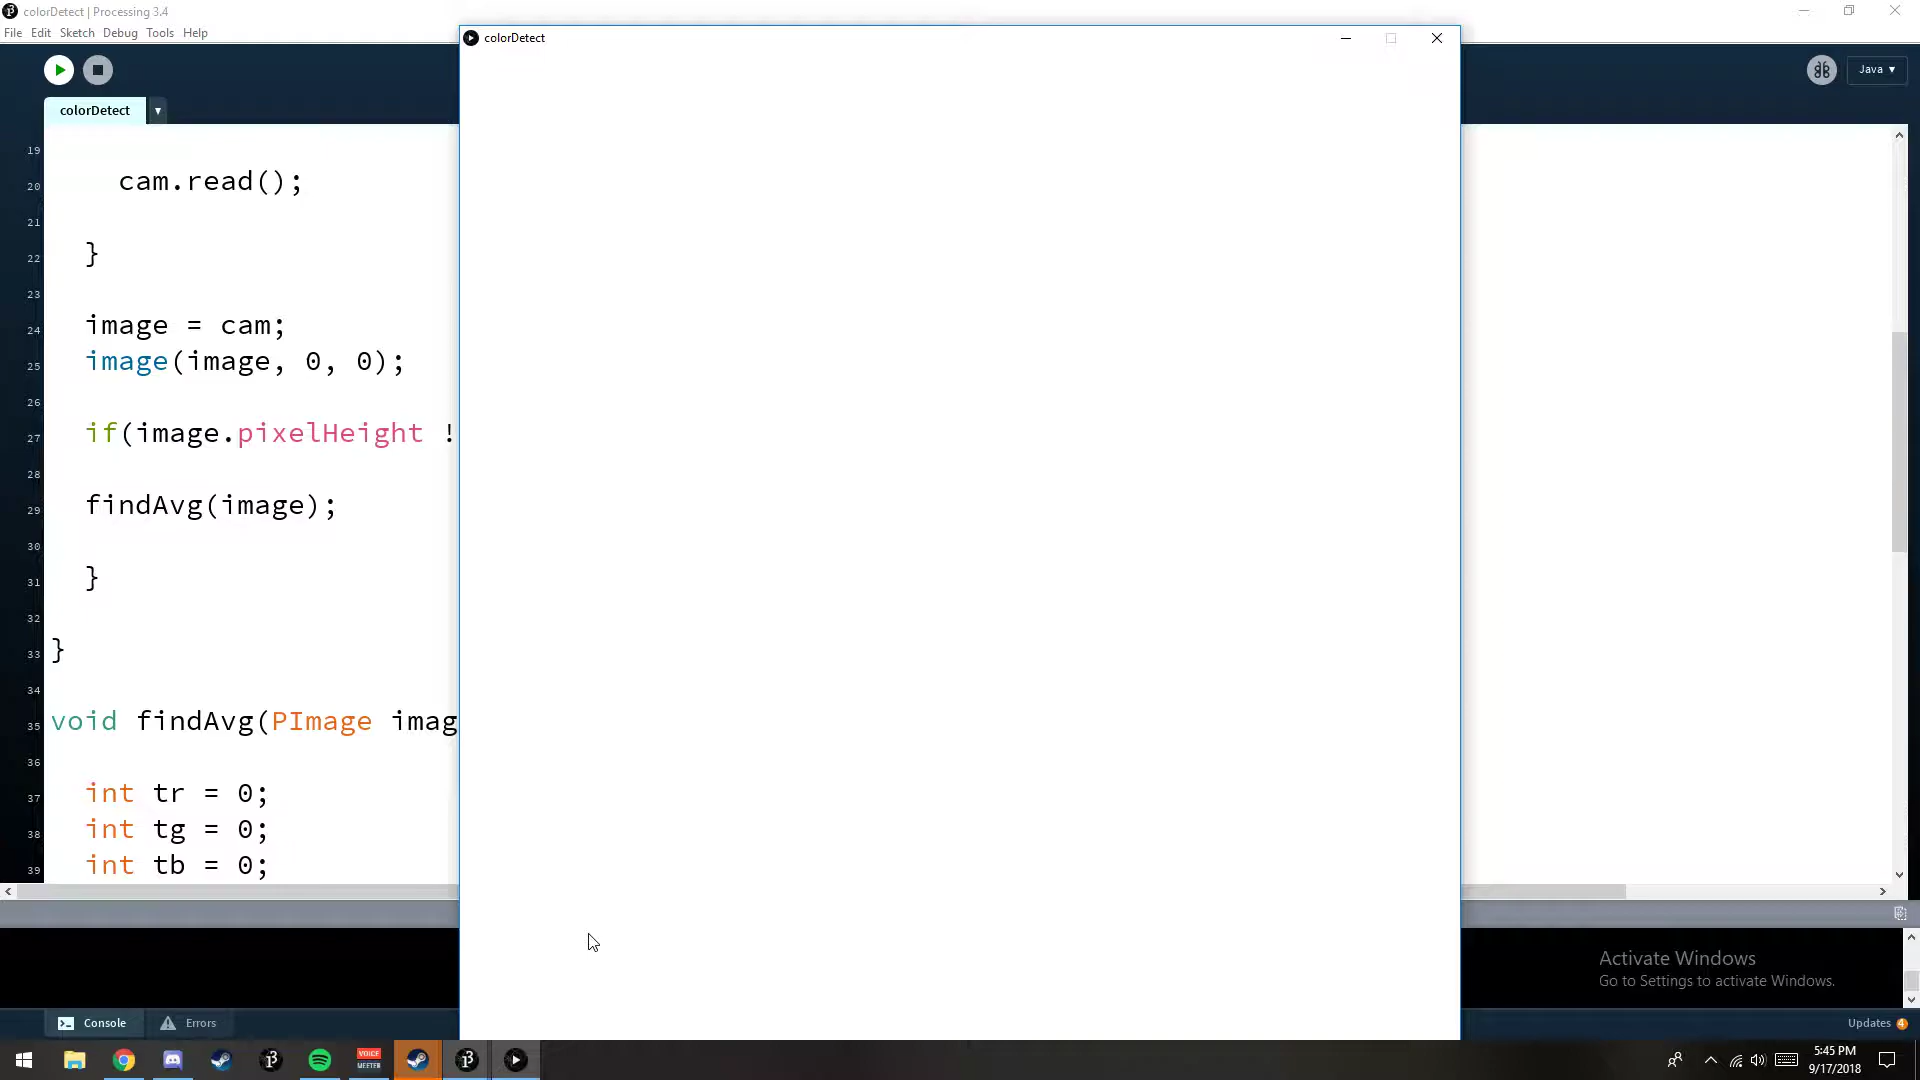 colorDetect | Processing 3.4
File Edit Sketch Debug Tools Help
colorDetect
Java ▾
colorDetect ▾
19
20 cam.read();
21
22 }
23
24 image = cam;
25 image(image, 0, 0);
26
27 if(image.pixelHeight !
28
29 findAvg(image);
30
31 }
32
33 }
34
35 void findAvg(PImage imag
36
37 int tr = 0;
38 int tg = 0;
39 int tb = 0;
Activate Windows
Go to Settings to activate Windows.
Console Errors
Updates 4
VOICE
MEETER
5:45 PM
9/17/2018